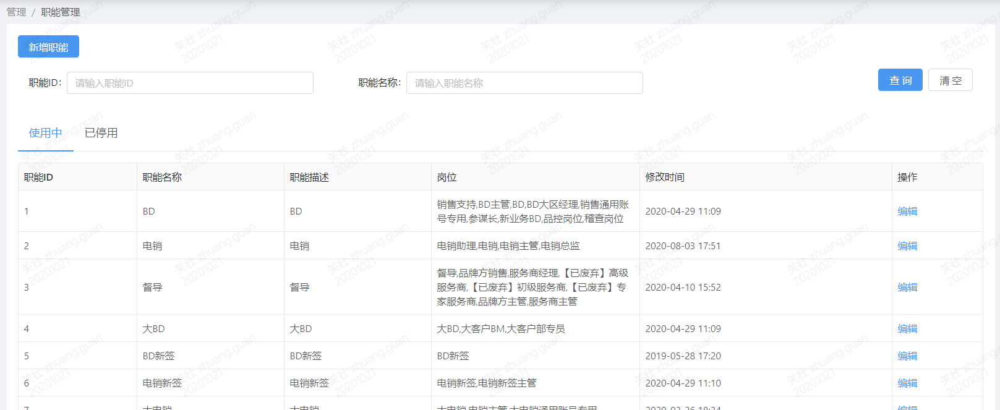 管理 / 职能管理
新增职能
职能ID: 请输入职能ID 职能名称: 请输入职能名称 查 询 清 空
使用中 已停用
职能ID 职能名称 职能描述 岗位 修改时间 操作
1 BD BD 销售支持,BD主管,BD,BD大区经理,销售通用账 2020-04-29 11:09 编辑
号专用,参谋长,新业务BD,品控岗位,稽查岗位
2 电销 电销 电销助理,电销,电销主管,电销总监 2020-08-03 17:51 编辑
3 督导 督导 督导,品牌方销售,服务商经理,【已废弃】高级 2020-04-10 15:52 编辑
服务商,【已废弃】初级服务商,【已废弃】专
家服务商,品牌方主管,服务商主管
4 大BD 大BD 大BD,大客户BM,大客户部专员 2020-04-29 11:09 编辑
5 BD新签 BD新签 BD新签 2019-05-28 17:20 编辑
6 电销新签 电销新签 电销新签,电销新签主管 2020-04-29 11:10 编辑
7 大电销 大电销 大电销,电销主管,大电销通用账号专用 编辑
关壮 zhuang.guan
20201021